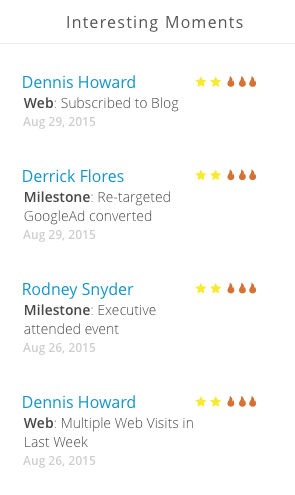 Interesting Moments
Dennis Howard
Web: Subscribed to Blog
Aug 29, 2015
Derrick Flores
Milestone: Re-targeted
GoogleAd converted
Aug 29, 2015
Rodney Snyder
Milestone: Executive
attended event
Aug 26, 2015
Dennis Howard
Web: Multiple Web Visits in
Last Week
Aug 26, 2015